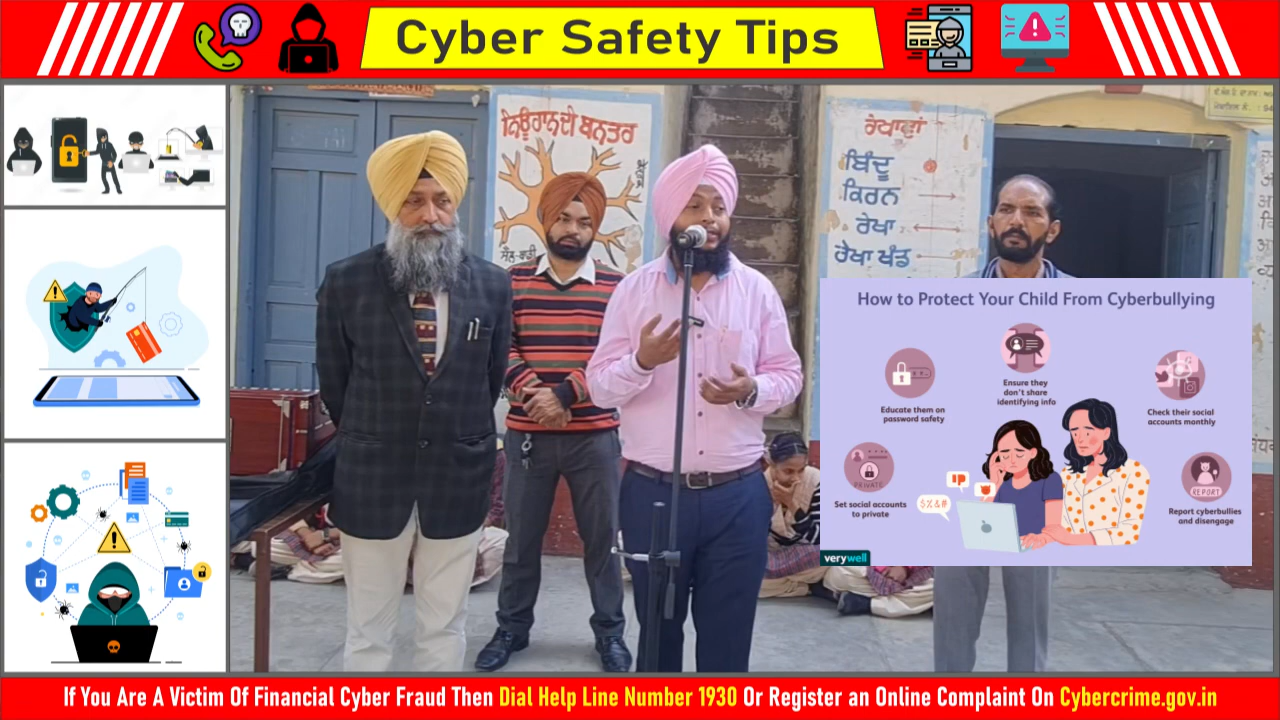 Cyber Safety Tips
ਨਿਊਰਾਨ ਦੀ ਬਨਤਰ
ਰੇਖਾਵਾਂ
ਬਿੰਦੂ
ਕਿਰਨ
ਰੇਖਾ
ਰੇਖਾ ਖੰਡ
How to Protect Your Child From Cyberbullying
Ensure they
don't share
identifying info
Educate them on
password safety
Check their social
accounts monthly
PRIVATE
Set social accounts
to private
$%&#
REPORT
Report cyberbullies
and disengage
verywell
If You Are A Victim Of Financial Cyber Fraud Then Dial Help Line Number 1930 Or Register an Online Complaint On Cybercrime.gov.in